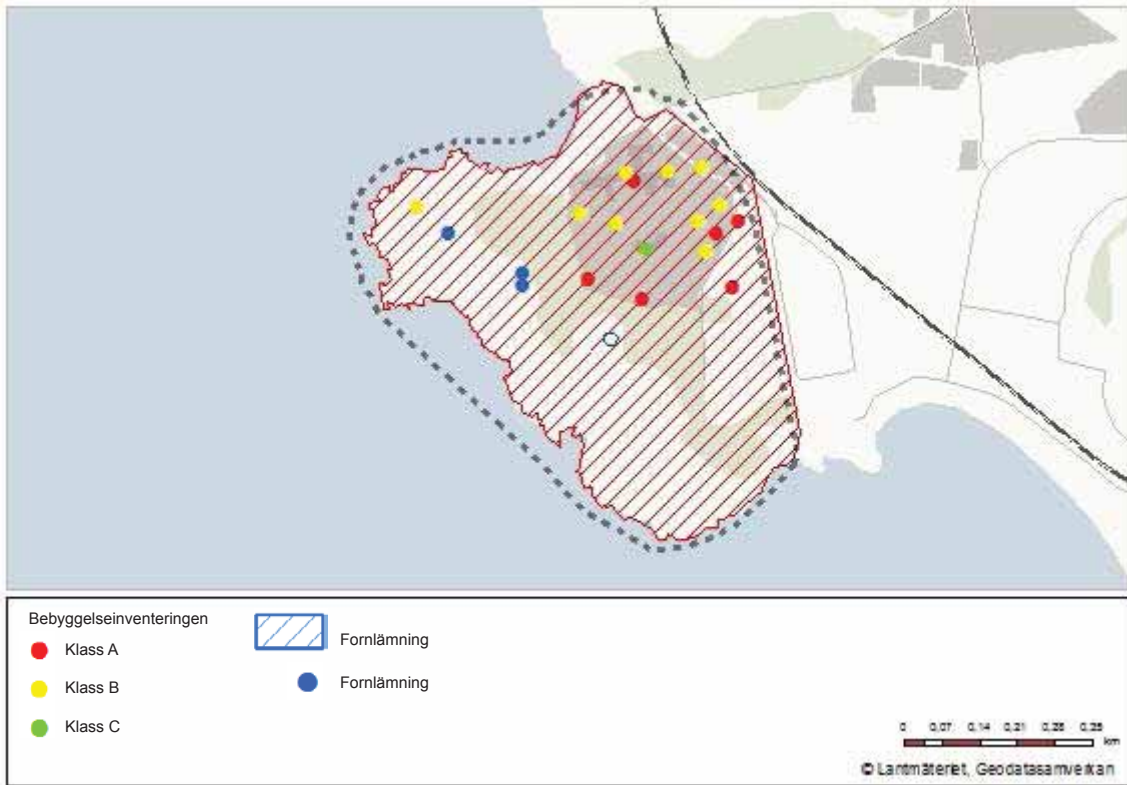 Bebyggelseinventeringen
Klass A
Klass B
Klass C
Fornlämning
Fornlämning
0 0,07 0,14 0,21 0,28 0,35
km
© Lantmäteriet, Geodatasamverkan